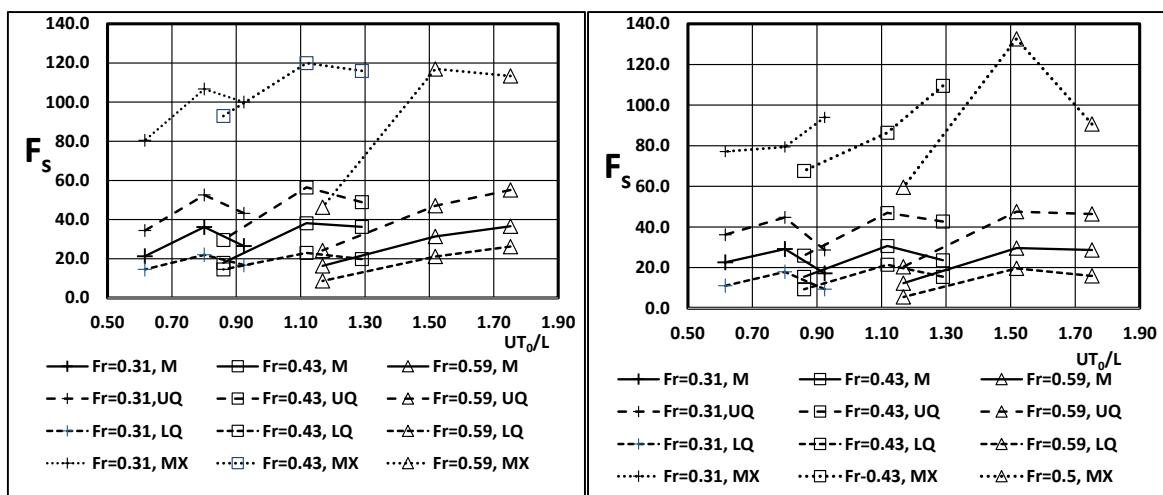 140.0
120.0
100.0
80.0
60.0
40.0
20.0
0.0
Fs
0.50 0.70 0.90 1.10 1.30 1.50 1.70 1.90
UT0/L
Fr=0.31, M Fr=0.43, M Fr=0.59, M
Fr=0.31,UQ Fr=0.43, UQ Fr=0.59, UQ
Fr=0.31, LQ Fr=0.43, LQ Fr=0.59, LQ
Fr=0.31, MX Fr=0.43, MX Fr=0.59, MX
140.0
120.0
100.0
80.0
60.0
40.0
20.0
0.0
Fs
0.50 0.70 0.90 1.10 1.30 1.50 1.70 1.90
UT0/L
Fr=0.31, M Fr=0.43, M Fr=0.59, M
Fr=0.31,UQ Fr=0.43, UQ Fr=0.59, UQ
Fr=0.31, LQ Fr=0.43, LQ Fr=0.59, LQ
Fr=0.31, MX Fr-0.43, MX Fr=0.5, MX